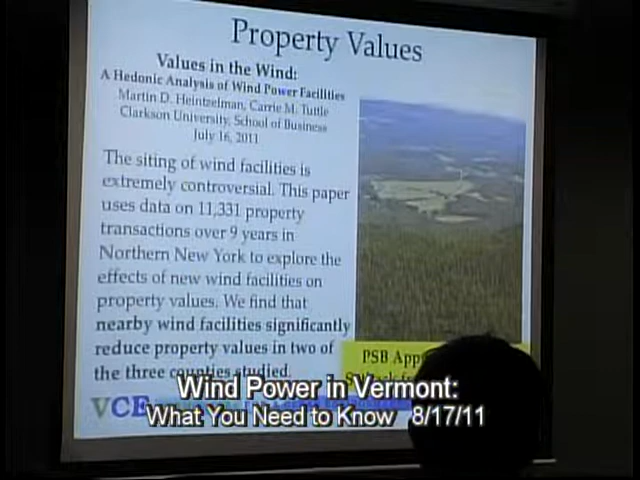 Property Values
Values in the Wind:
A Hedonic Analysis of Wind Power Facilities
Martin D. Heintzelman, Carrie M. Tuttle
Clarkson University, School of Business
July 16, 2011
The siting of wind facilities is
extremely controversial. This paper
uses data on 11,331 property
transactions over 9 years in
Northern New York to explore the
effects of new wind facilities on
property values. We find that
nearby wind facilities significantly
reduce property values in two of
the three counties studied.
PSB
VCE
Wind Power in Vermont:
What You Need to Know 8/17/11